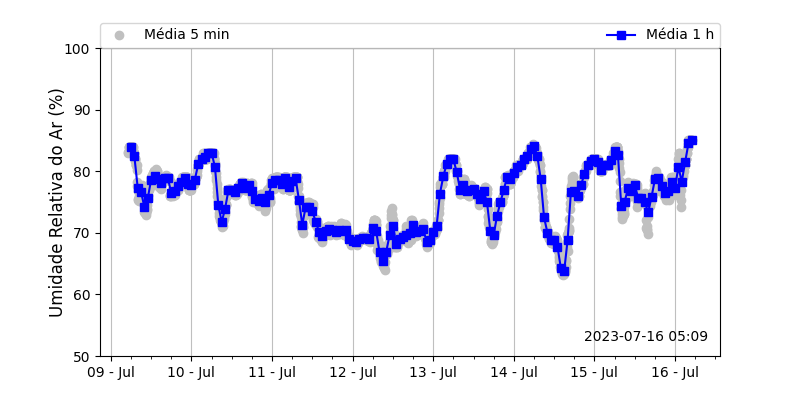 Média 5 min
Média 1 h
Umidade Relativa do Ar (%)
100
90
80
70
60
50
2023-07-16 05:09
09 - Jul
10 - Jul
11 - Jul
12 - Jul
13 - Jul
14 - Jul
15 - Jul
16 - Jul